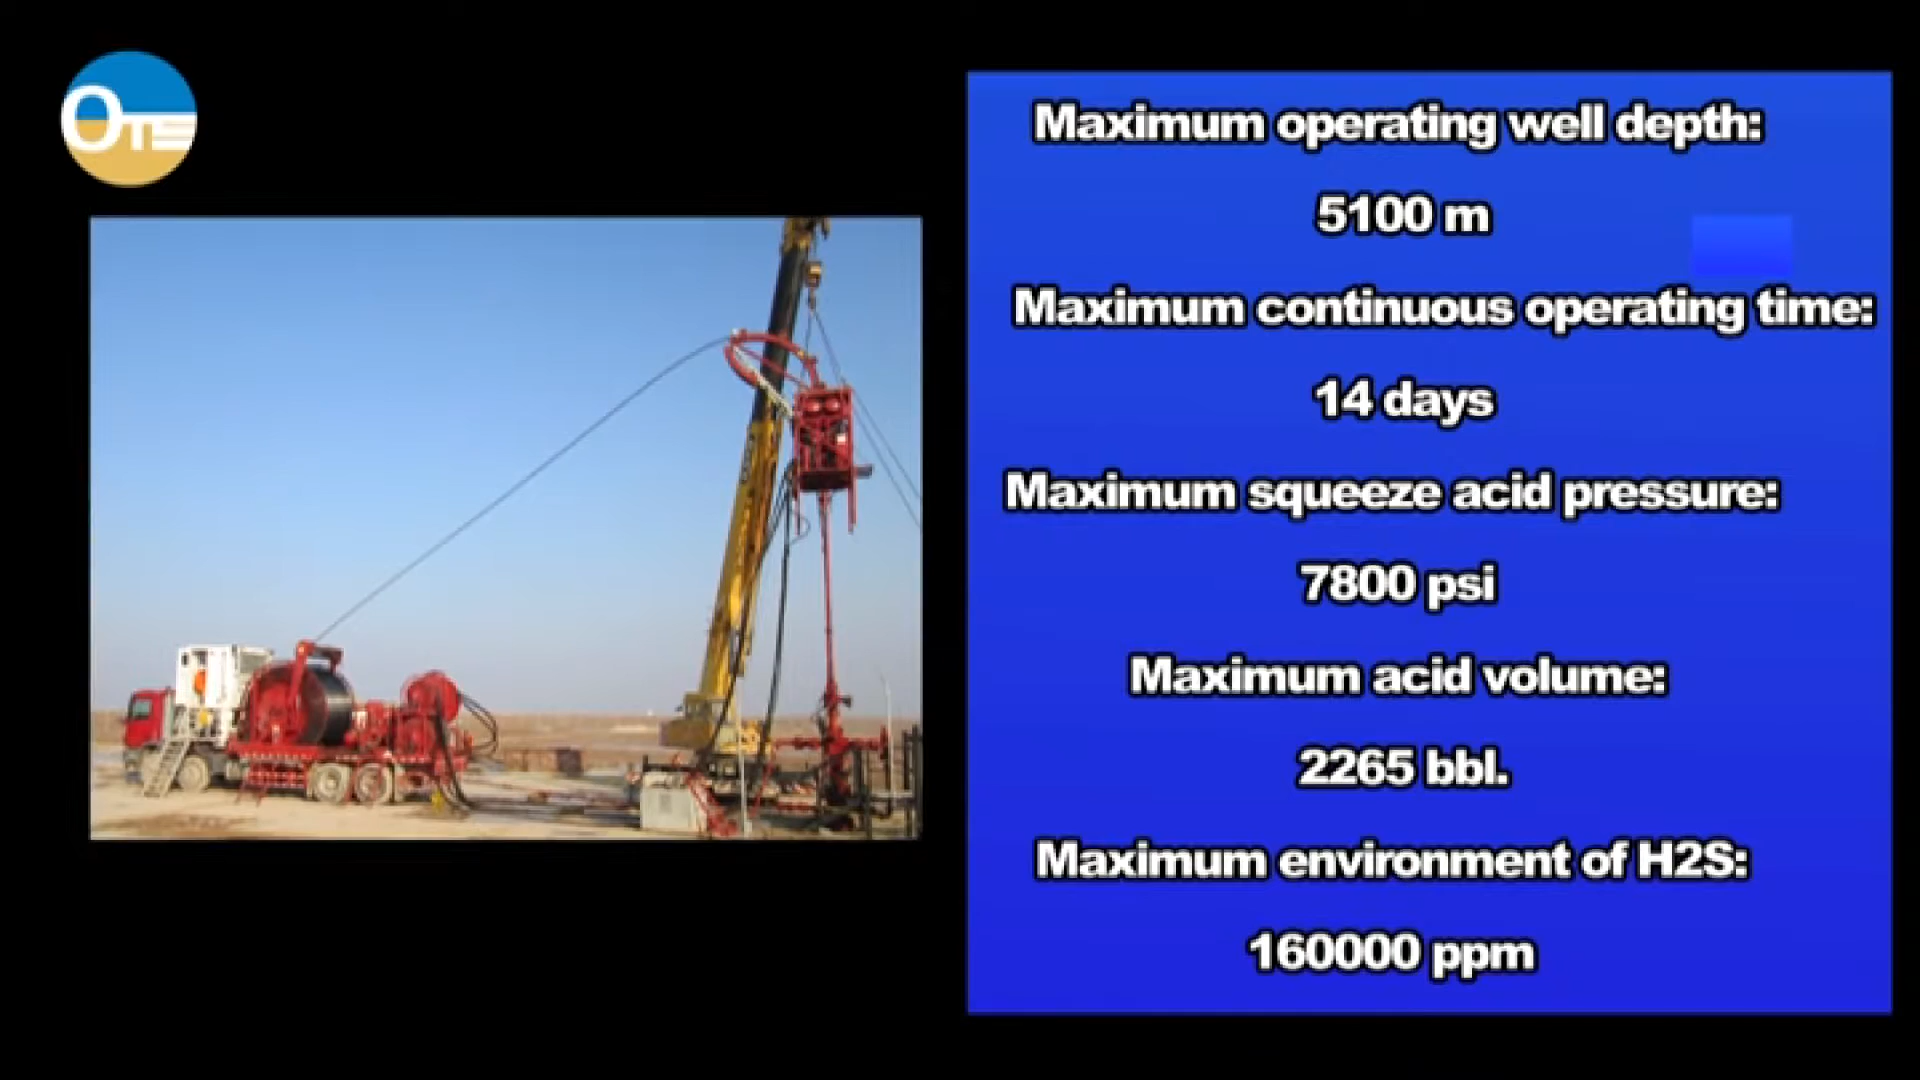 OTS
Maximum operating well depth:
5100 m
Maximum continuous operating time:
14 days
Maximum squeeze acid pressure:
7800 psi
Maximum acid volume:
2265 bbl.
Maximum environment of H2S:
160000 ppm